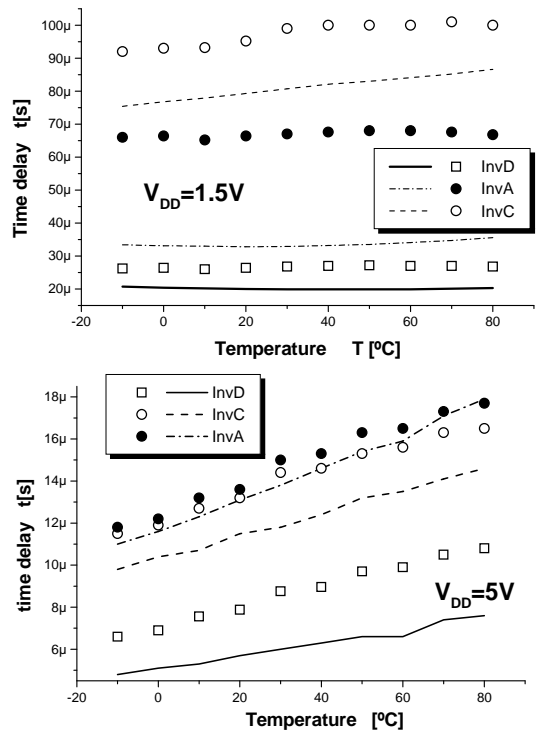 Time delay t[s]
100µ
90µ
80µ
70µ
60µ
50µ
40µ
30µ
20µ
V_DD=1.5V
InvD
InvA
InvC
-20
0
20
40
60
80
Temperature T [ºC]
time delay t[s]
18µ
16µ
14µ
12µ
10µ
8µ
6µ
InvD
InvC
InvA
V_DD=5V
-20
0
20
40
60
80
Temperature [ºC]